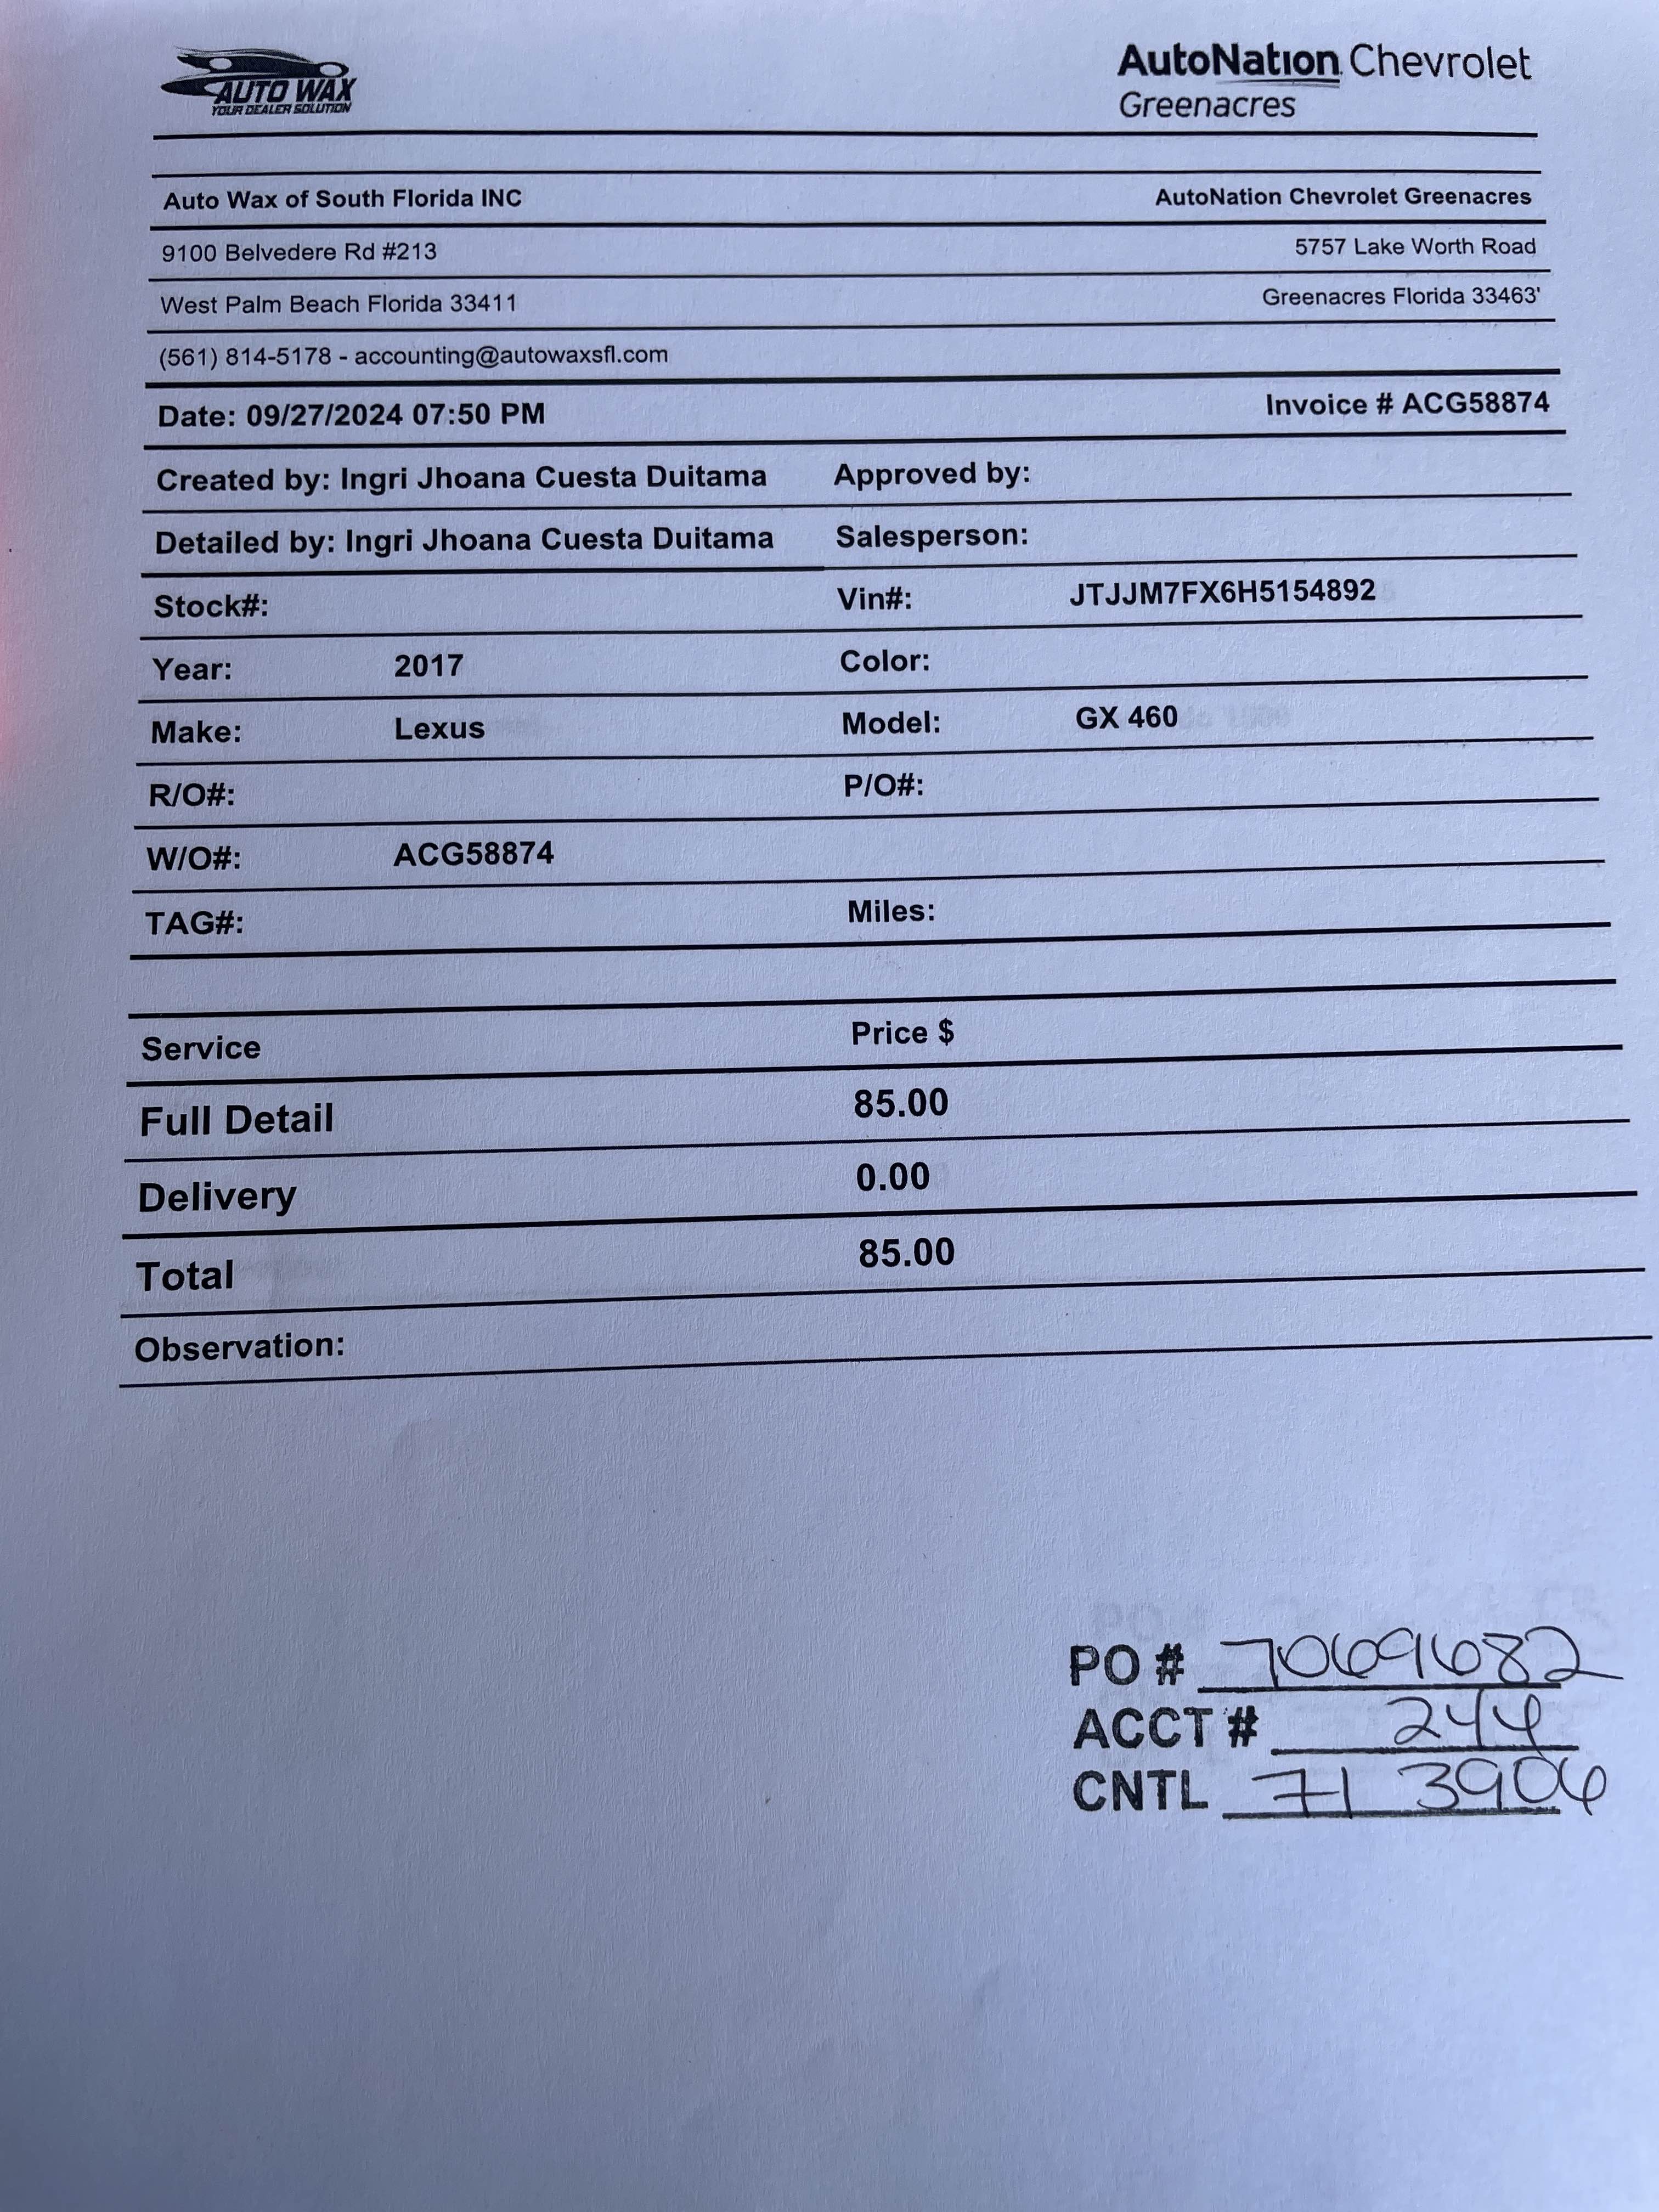 AUTO WAX
YOUR DEALER SOLUTION
AutoNation Chevrolet
Greenacres
Auto Wax of South Florida INC AutoNation Chevrolet Greenacres
9100 Belvedere Rd #213 5757 Lake Worth Road
West Palm Beach Florida 33411 Greenacres Florida 33463'
(561) 814-5178 - accounting@autowaxsfl.com
Date: 09/27/2024 07:50 PM Invoice # ACG58874
Created by: Ingri Jhoana Cuesta Duitama Approved by:
Detailed by: Ingri Jhoana Cuesta Duitama Salesperson:
Stock#: Vin#: JTJJM7FX6H5154892
Year: 2017 Color:
Make: Lexus Model: GX 460
R/O#: P/O#:
W/O#: ACG58874
TAG#: Miles:
Service Price $
Full Detail 85.00
Delivery 0.00
Total 85.00
Observation:
PO # 70696682
ACCT # 244
CNTL 71 3906